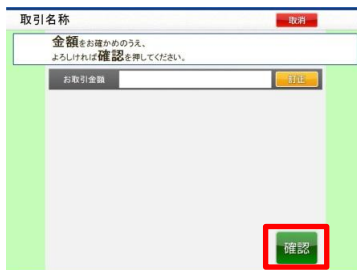 取引名称
取消
金額をお確かめのうえ、
よろしければ確認を押してください。
お取引金額
訂正
確認